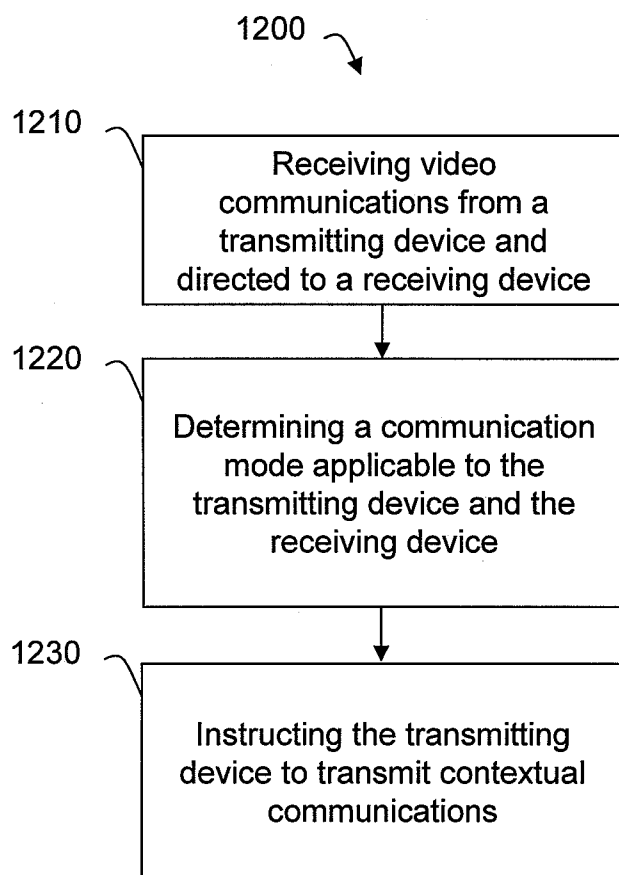 1200
1210
Receiving video
communications from a
transmitting device and
directed to a receiving device
1220
Determining a communication
mode applicable to the
transmitting device and the
receiving device
1230
Instructing the transmitting
device to transmit contextual
communications